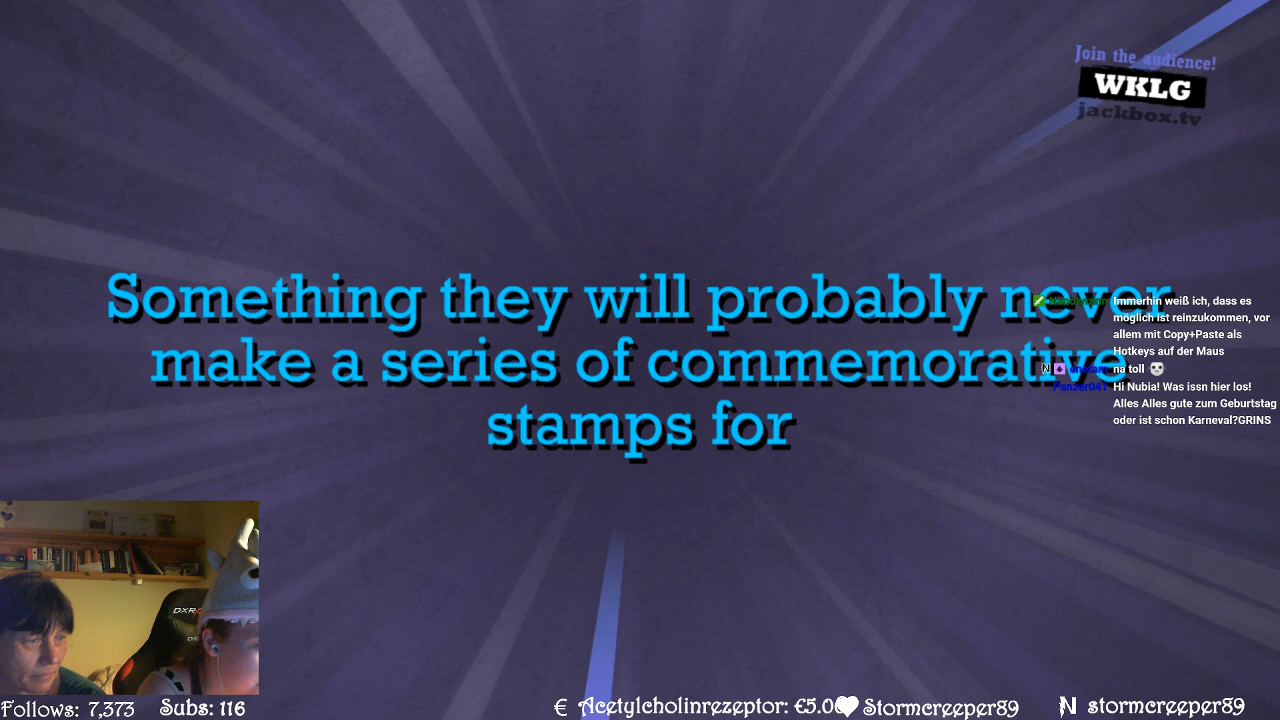 Join the audience!
WKLG
jackbox.tv
Something they will probably never
make a series of commemorative
stamps for
Immerhin weiß ich, dass es
möglich ist reinzukommen, vor
allem mit Copy+Paste als
Hotkeys auf der Maus
na toll 💀
Panzer041 Hi Nubia! Was issn hier los!
Alles Alles gute zum Geburtstag
oder ist schon Karneval?GRINS
DXR
Follows: 7,373 Subs: 116 € Acetylcholinrezeptor: €5.0 Stormcreeper89 N stormcreeper89